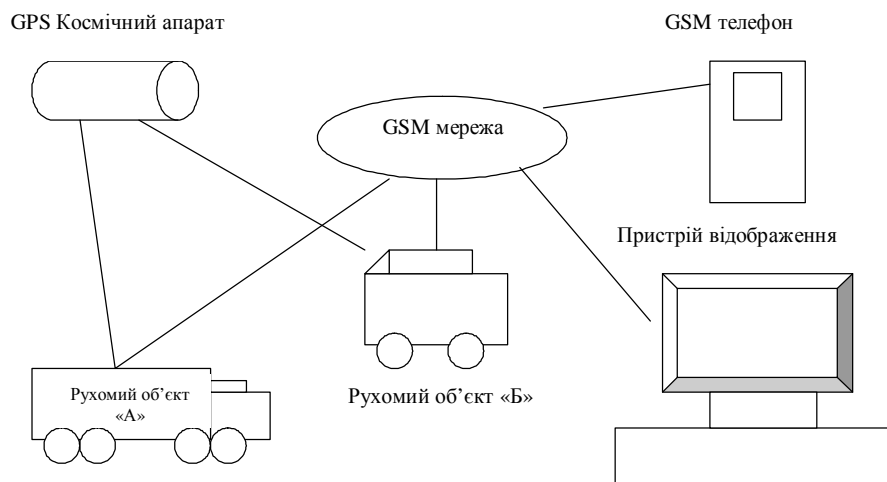 GPS Космічний апарат
GSM телефон
GSM мережа
Пристрій відображення
Рухомий об’єкт
«А»
Рухомий об’єкт «Б»